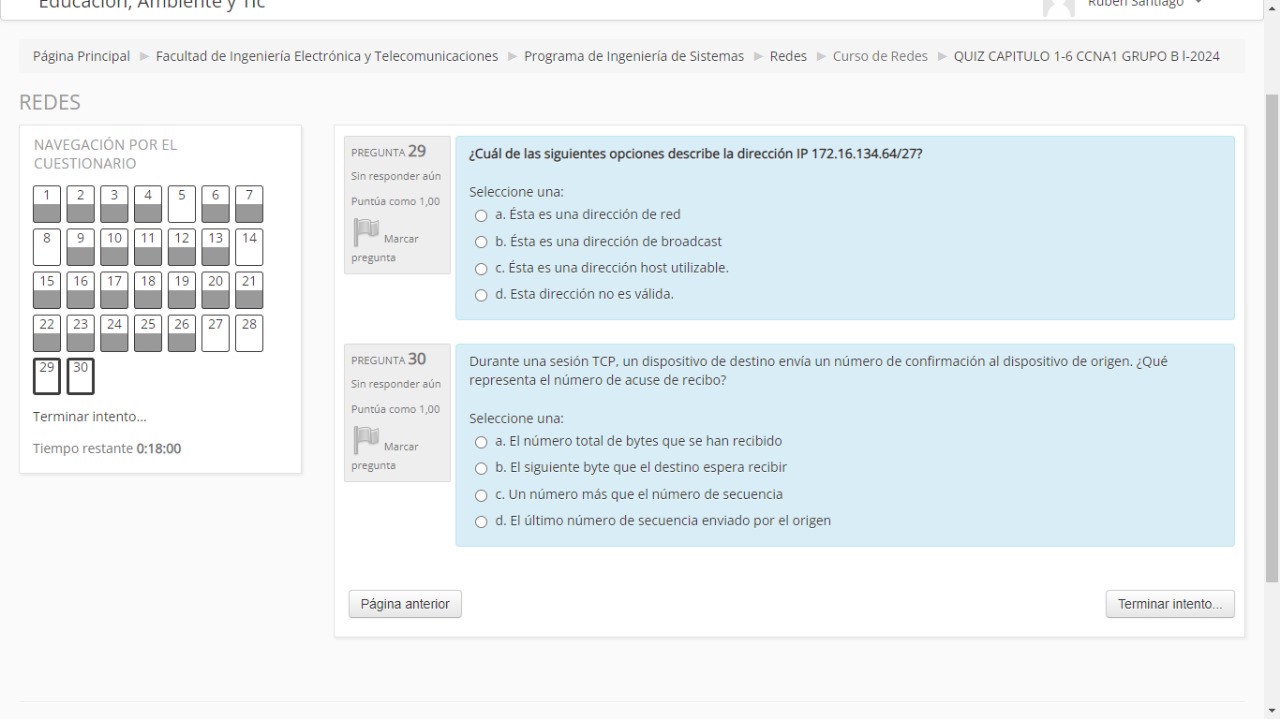 Educación, Ambiente y Tic
Ruben Santiago
Página Principal ► Facultad de Ingeniería Electrónica y Telecomunicaciones ► Programa de Ingeniería de Sistemas ► Redes ► Curso de Redes ► QUIZ CAPITULO 1-6 CCNA1 GRUPO B I-2024
REDES
NAVEGACIÓN POR EL
CUESTIONARIO
1 2 3 4 5 6 7
8 9 10 11 12 13 14
15 16 17 18 19 20 21
22 23 24 25 26 27 28
29 30
Terminar intento...
Tiempo restante 0:18:00
PREGUNTA 29
Sin responder aún
Puntúa como 1,00
Marcar
pregunta
¿Cuál de las siguientes opciones describe la dirección IP 172.16.134.64/27?
Seleccione una:
a. Ésta es una dirección de red
b. Ésta es una dirección de broadcast
c. Ésta es una dirección host utilizable.
d. Esta dirección no es válida.
PREGUNTA 30
Sin responder aún
Puntúa como 1,00
Marcar
pregunta
Durante una sesión TCP, un dispositivo de destino envía un número de confirmación al dispositivo de origen. ¿Qué
representa el número de acuse de recibo?
Seleccione una:
a. El número total de bytes que se han recibido
b. El siguiente byte que el destino espera recibir
c. Un número más que el número de secuencia
d. El último número de secuencia enviado por el origen
Página anterior
Terminar intento...